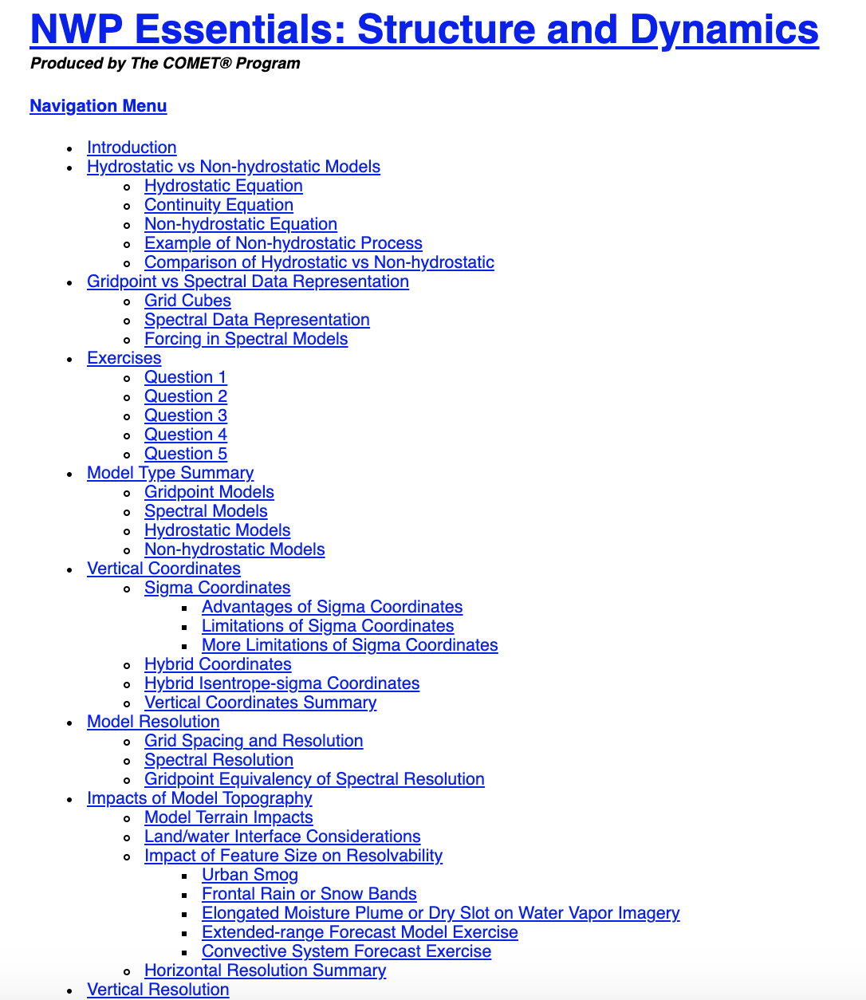 NWP Essentials: Structure and Dynamics
Produced by The COMET® Program
Navigation Menu
Introduction
Hydrostatic vs Non-hydrostatic Models
Hydrostatic Equation
Continuity Equation
Non-hydrostatic Equation
Example of Non-hydrostatic Process
Comparison of Hydrostatic vs Non-hydrostatic
Gridpoint vs Spectral Data Representation
Grid Cubes
Spectral Data Representation
Forcing in Spectral Models
Exercises
Question 1
Question 2
Question 3
Question 4
Question 5
Model Type Summary
Gridpoint Models
Spectral Models
Hydrostatic Models
Non-hydrostatic Models
Vertical Coordinates
Sigma Coordinates
Advantages of Sigma Coordinates
Limitations of Sigma Coordinates
More Limitations of Sigma Coordinates
Hybrid Coordinates
Hybrid Isentrope-sigma Coordinates
Vertical Coordinates Summary
Model Resolution
Grid Spacing and Resolution
Spectral Resolution
Gridpoint Equivalency of Spectral Resolution
Impacts of Model Topography
Model Terrain Impacts
Land/water Interface Considerations
Impact of Feature Size on Resolvability
Urban Smog
Frontal Rain or Snow Bands
Elongated Moisture Plume or Dry Slot on Water Vapor Imagery
Extended-range Forecast Model Exercise
Convective System Forecast Exercise
Horizontal Resolution Summary
Vertical Resolution